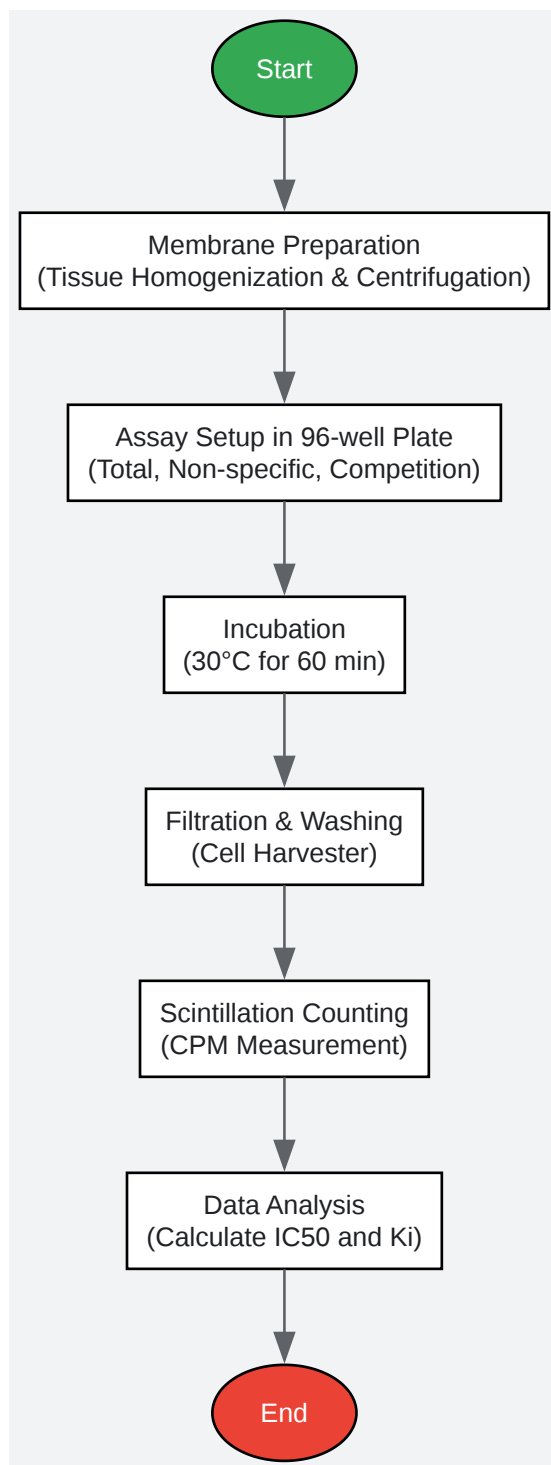 Start
Membrane Preparation
(Tissue Homogenization & Centrifugation)
Assay Setup in 96-well Plate
(Total, Non-specific, Competition)
Incubation
(30°C for 60 min)
Filtration & Washing
(Cell Harvester)
Scintillation Counting
(CPM Measurement)
Data Analysis
(Calculate IC50 and Ki)
End